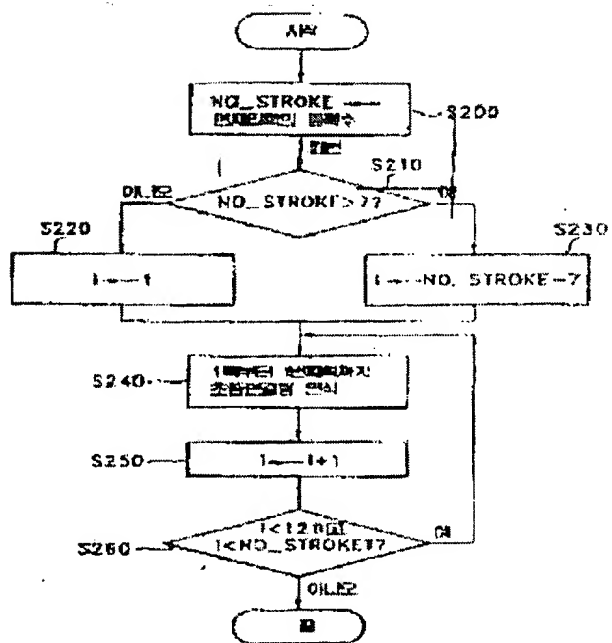 시작
NO_STROKE ←
S200
S210
아니오
NO_STROKE>7?
예
S220
S230
I ← 1
I ← NO_STROKE-7
S240
S250
I ← I+1
S260
I<NO_STROKE?
예
아니오
끝